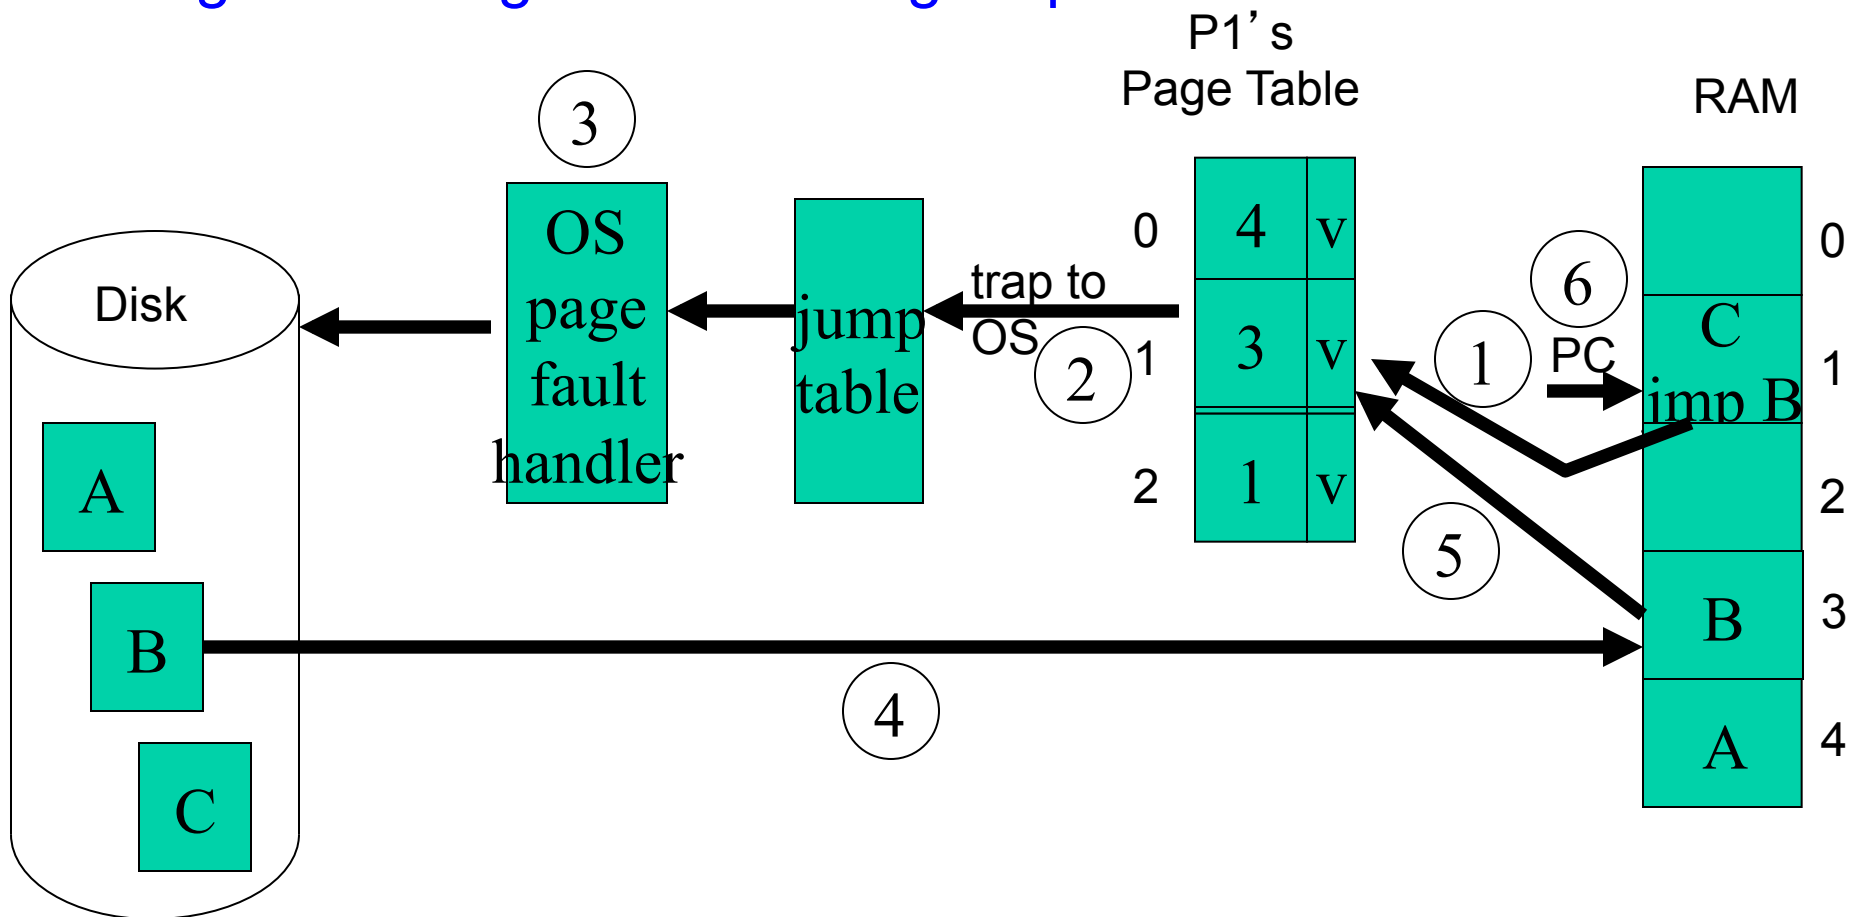 P1's
Page Table
RAM
3
OS
page
fault
handler
jump
table
trap to
OS
2
0
1
2
4 v
3 v
1 v
1
6
PC
C
jmp B
B
A
0
1
2
3
4
5
4
Disk
A
B
C